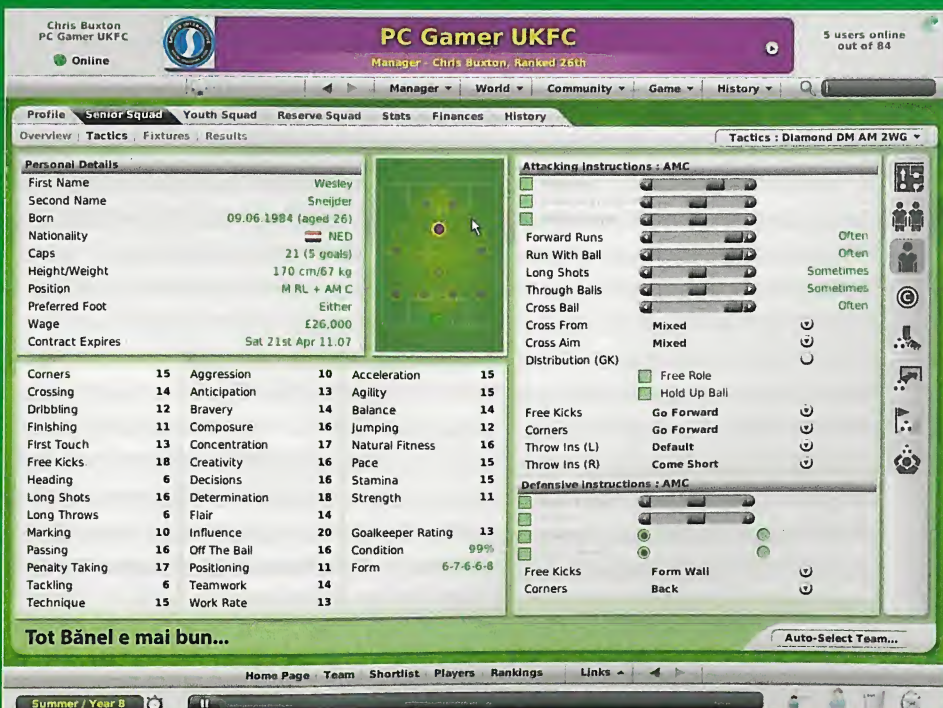 Chris Buxton
PC Gamer UKFC
Online
PC Gamer UKFC
Manager - Chris Buxton, Ranked 26th
5 users online
out of 84
Manager World Community Game History
Profile Senior Squad Youth Squad Reserve Squad Stats Finances History
Overview Tactics Fixtures Results
Tactics : Diamond DM AM 2WG
Personal Details
First Name Wesley
Second Name Sneijder
Born 09.06.1984 (aged 26)
Nationality NED
Caps 21 (5 goals)
Height/Weight 170 cm/67 kg
Position M RL + AM C
Preferred Foot Either
Wage £26,000
Contract Expires Sat 21st Apr 11.07
Corners 15 Aggression 10 Acceleration 15
Crossing 14 Anticipation 13 Agility 15
Dribbling 12 Bravery 14 Balance 14
Finishing 11 Composure 16 Jumping 12
First Touch 13 Concentration 17 Natural Fitness 16
Free Kicks 18 Creativity 16 Pace 15
Heading 6 Decisions 16 Stamina 15
Long Shots 16 Determination 18 Strength 11
Long Throws 6 Flair 14
Marking 10 Influence 20 Goalkeeper Rating 13
Passing 16 Off The Ball 16 Condition 99%
Penalty Taking 17 Positioning 11 Form 6-7-6-6-8
Tackling 6 Teamwork 14
Technique 15 Work Rate 13
Attacking Instructions : AMC
Forward Runs Often
Run With Ball Often
Long Shots Sometimes
Through Balls Sometimes
Cross Ball Often
Cross From Mixed
Cross Aim Mixed
Distribution (GK)
Free Role
Hold Up Ball
Free Kicks Go Forward
Corners Go Forward
Throw Ins (L) Default
Throw Ins (R) Come Short
Defensive Instructions : AMC
Free Kicks Form Wall
Corners Back
Tot Bănel e mai bun...
Auto-Select Team...
Home Page Team Shortlist Players Rankings Links
Summer / Year 8